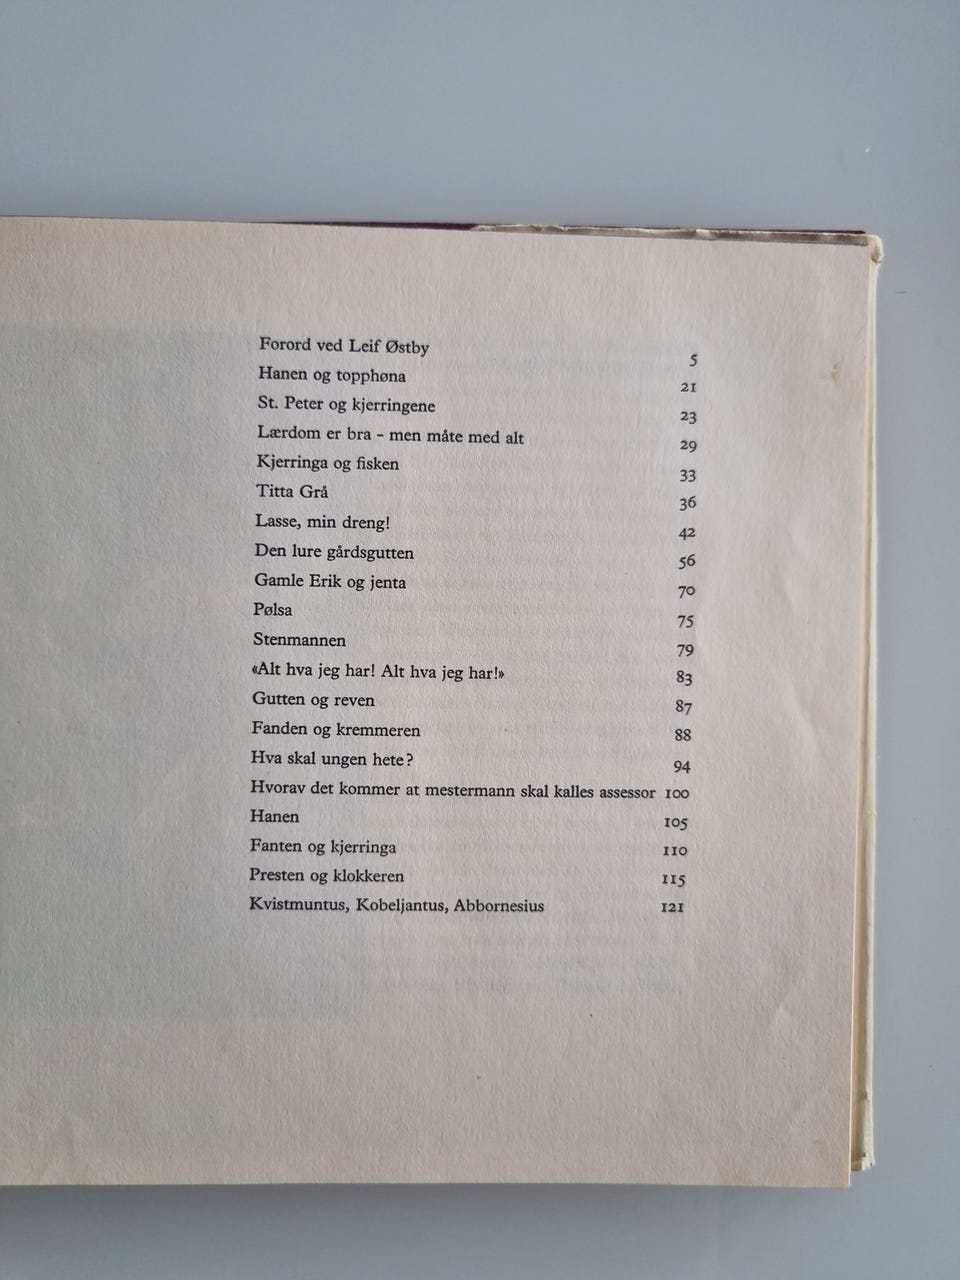 Forord ved Leif Østby 5
Hanen og topphøna 21
St. Peter og kjerringene 23
Lærdom er bra – men måte med alt 29
Kjerringa og fisken 33
Titta Grå 36
Lasse, min dreng! 42
Den lure gårdsgutten 56
Gamle Erik og jenta 70
Pølsa 75
Stenmannen 79
«Alt hva jeg har! Alt hva jeg har!» 83
Gutten og reven 87
Fanden og kremmeren 88
Hva skal ungen hete? 94
Hvorav det kommer at mestermann skal kalles assessor 100
Hanen 105
Fanten og kjerringa 110
Presten og klokkeren 115
Kvistmuntus, Kobeljantus, Abbornesius 121